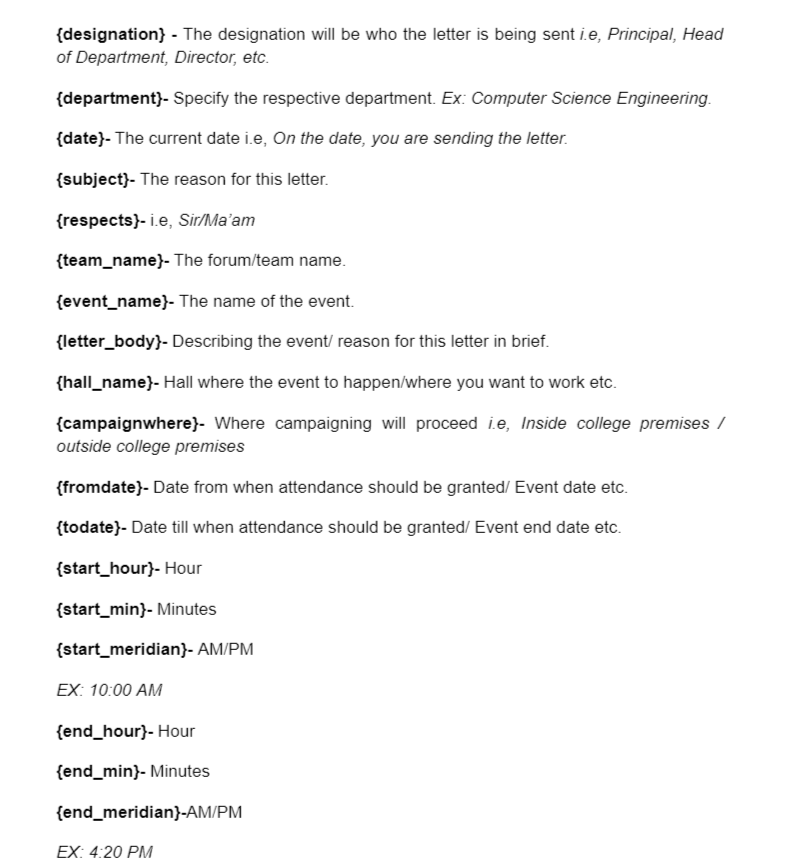 {designation} - The designation will be who the letter is being sent i.e, Principal, Head
of Department, Director, etc.
{department}- Specify the respective department. Ex: Computer Science Engineering.
{date}- The current date i.e, On the date, you are sending the letter.
{subject}- The reason for this letter.
{respects}- i.e, Sir/Ma'am
{team_name}- The forum/team name.
{event_name}- The name of the event.
{letter_body}- Describing the event/ reason for this letter in brief.
{hall_name}- Hall where the event to happen/where you want to work etc.
{campaignwhere}- Where campaigning will proceed i.e, Inside college premises /
outside college premises
{fromdate}- Date from when attendance should be granted/ Event date etc.
{todate}- Date till when attendance should be granted/ Event end date etc.
{start_hour}- Hour
{start_min}- Minutes
{start_meridian}- AM/PM
EX: 10:00 AM
{end_hour}- Hour
{end_min}- Minutes
{end_meridian}-AM/PM
EX: 4:20 PM